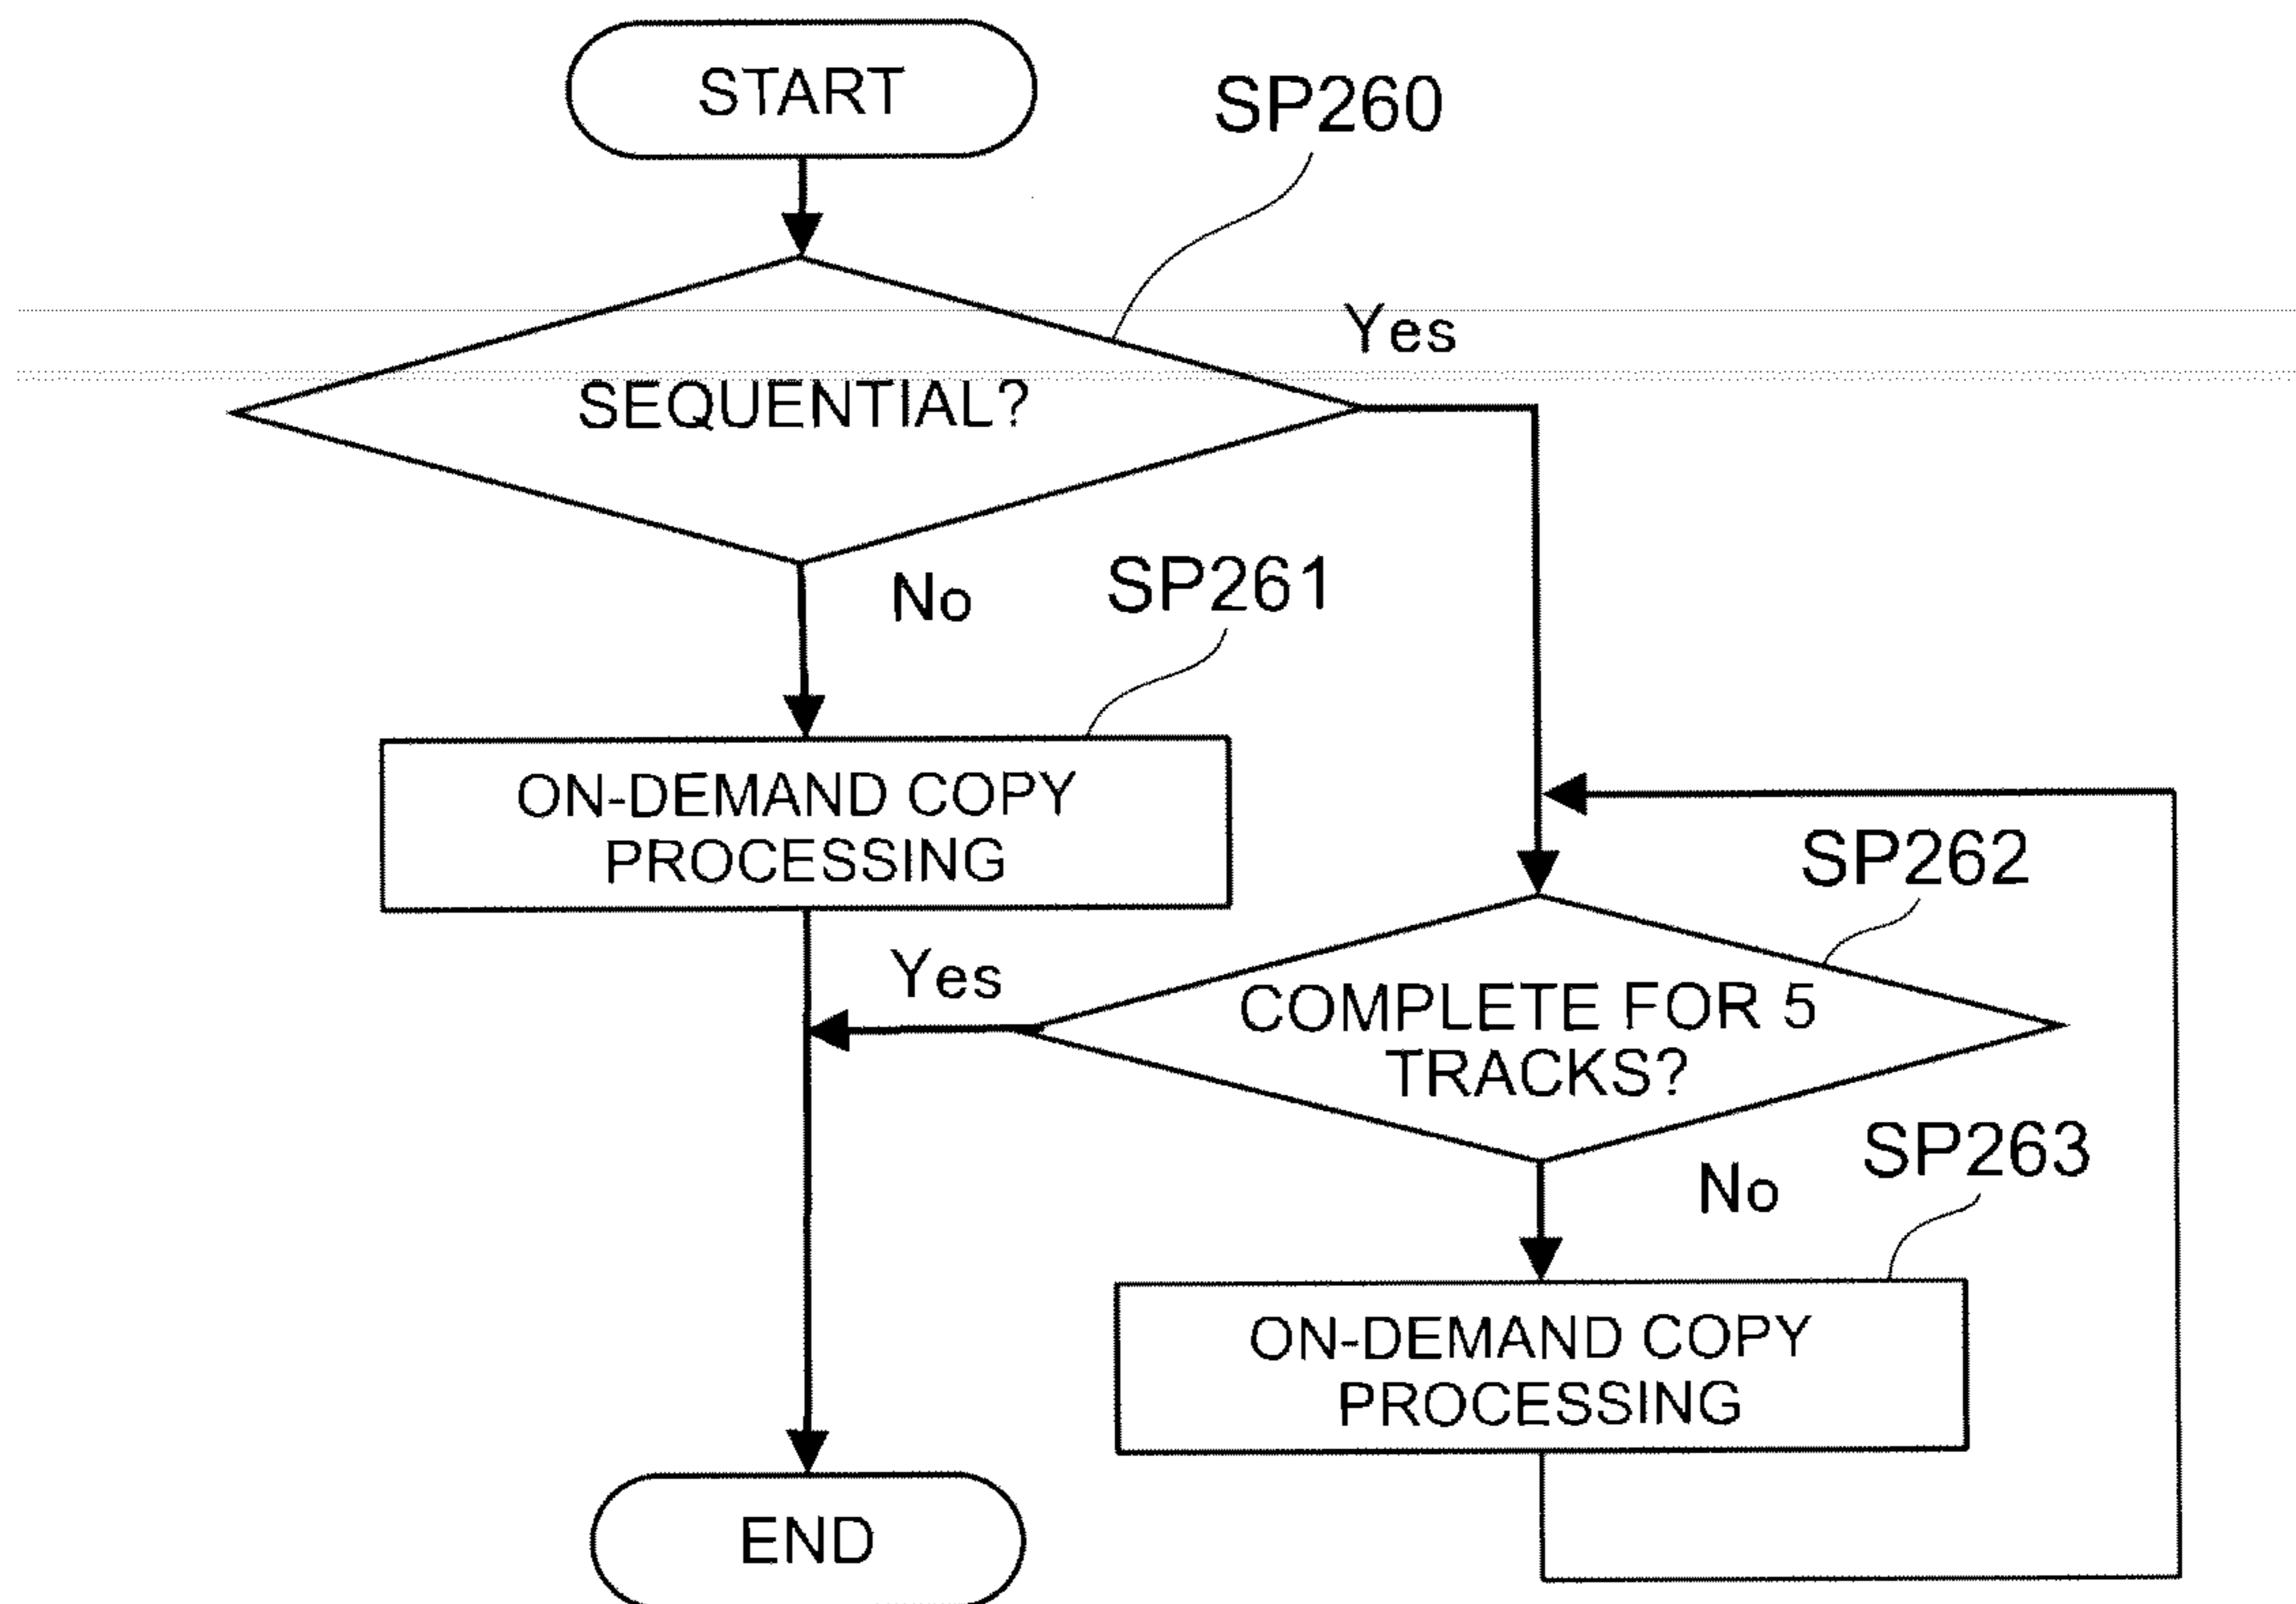 START
SP260
Yes
SEQUENTIAL?
No
SP261
ON-DEMAND COPY
PROCESSING
SP262
Yes
COMPLETE FOR 5
TRACKS?
No
SP263
ON-DEMAND COPY
PROCESSING
END